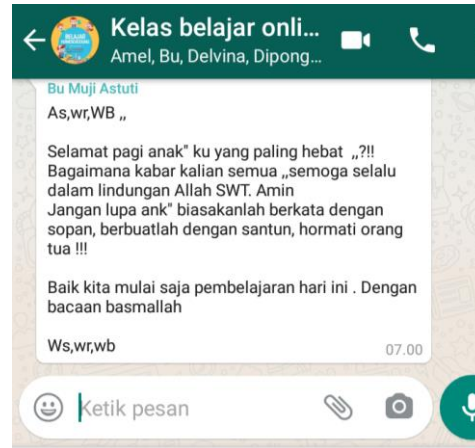 Kelas belajar onli...
Amel, Bu, Delvina, Dipong...
Bu Muji Astuti
As,wr,WB ,,
Selamat pagi anak" ku yang paling hebat ,,?!!
Bagaimana kabar kalian semua ,,semoga selalu
dalam lindungan Allah SWT. Amin
Jangan lupa ank" biasakanlah berkata dengan
sopan, berbuatlah dengan santun, hormati orang
tua !!!
Baik kita mulai saja pembelajaran hari ini . Dengan
bacaan basmallah
Ws,wr,wb
07.00
Ketik pesan